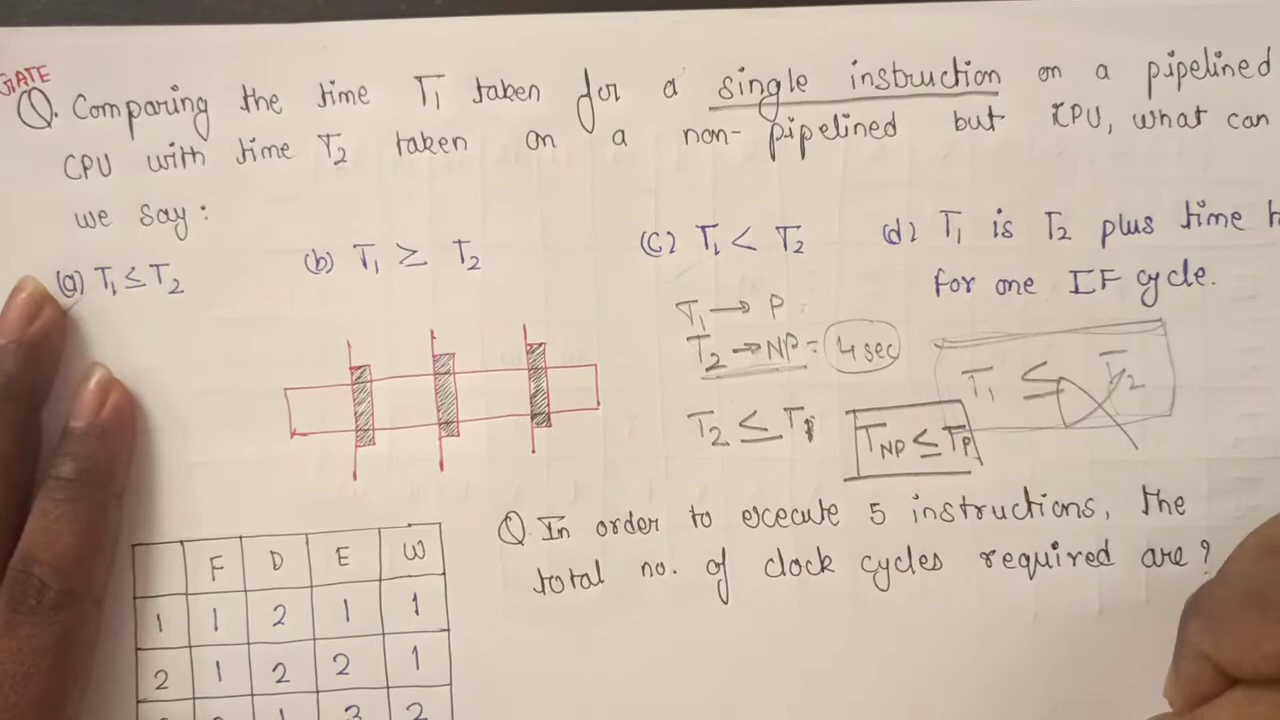 GATE
Q. Comparing the time T1 taken for a single instruction on a pipelined
CPU with time T2 taken on a non-pipelined but CPU, what can
we say:
(a) T1 ≤ T2 (b) T1 ≥ T2 (c) T1 < T2 (d) T1 is T2 plus time
for one IF cycle.
T1 → P
T2 → NP = 4 sec
T1 ≤ T2
T2 ≤ T1
TNP ≤ TP
Q. In order to execute 5 instructions, the
total no. of clock cycles required are?
F D E W
1 1 2 1 1
2 1 2 2 1
1 3 2